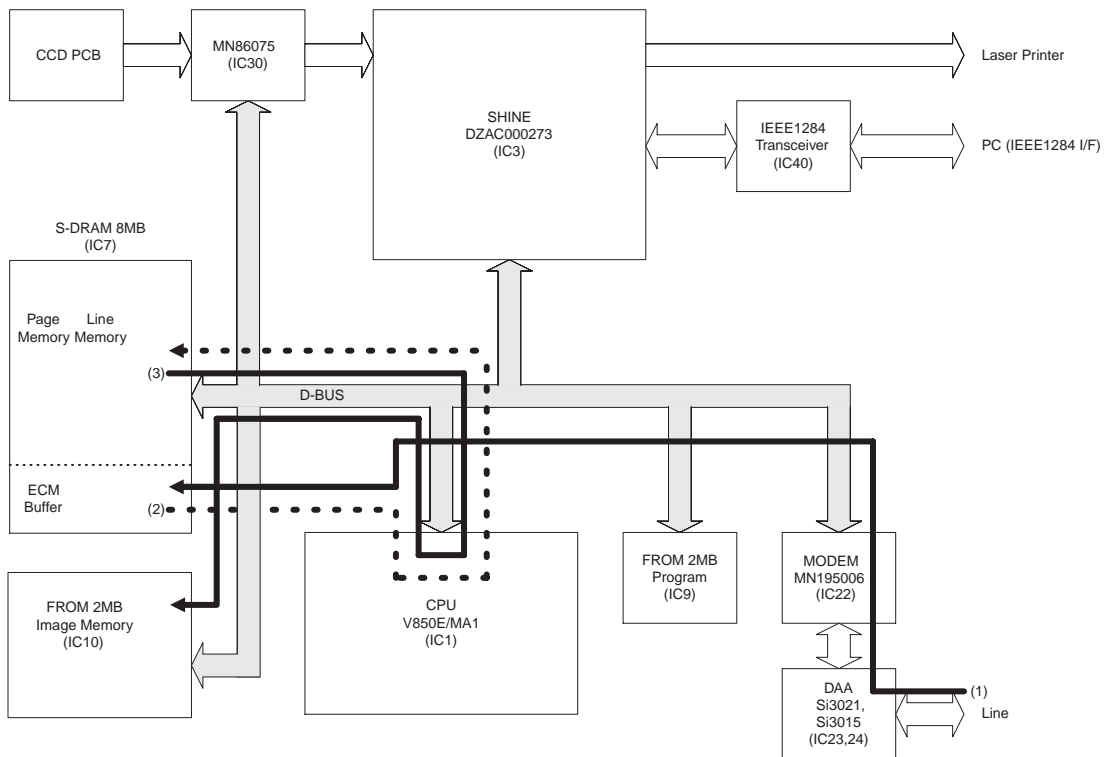 CCD PCB
MN86075
(IC30)
SHINE
DZAC000273
(IC3)
Laser Printer
IEEE1284
Transceiver
(IC40)
PC (IEEE1284 I/F)
S-DRAM 8MB
(IC7)
Page Line
Memory Memory
(3)
D-BUS
ECM
Buffer
(2)
FROM 2MB
Image Memory
(IC10)
CPU
V850E/MA1
(IC1)
FROM 2MB
Program
(IC9)
MODEM
MN195006
(IC22)
DAA
Si3021,
Si3015
(IC23,24)
(1)
Line